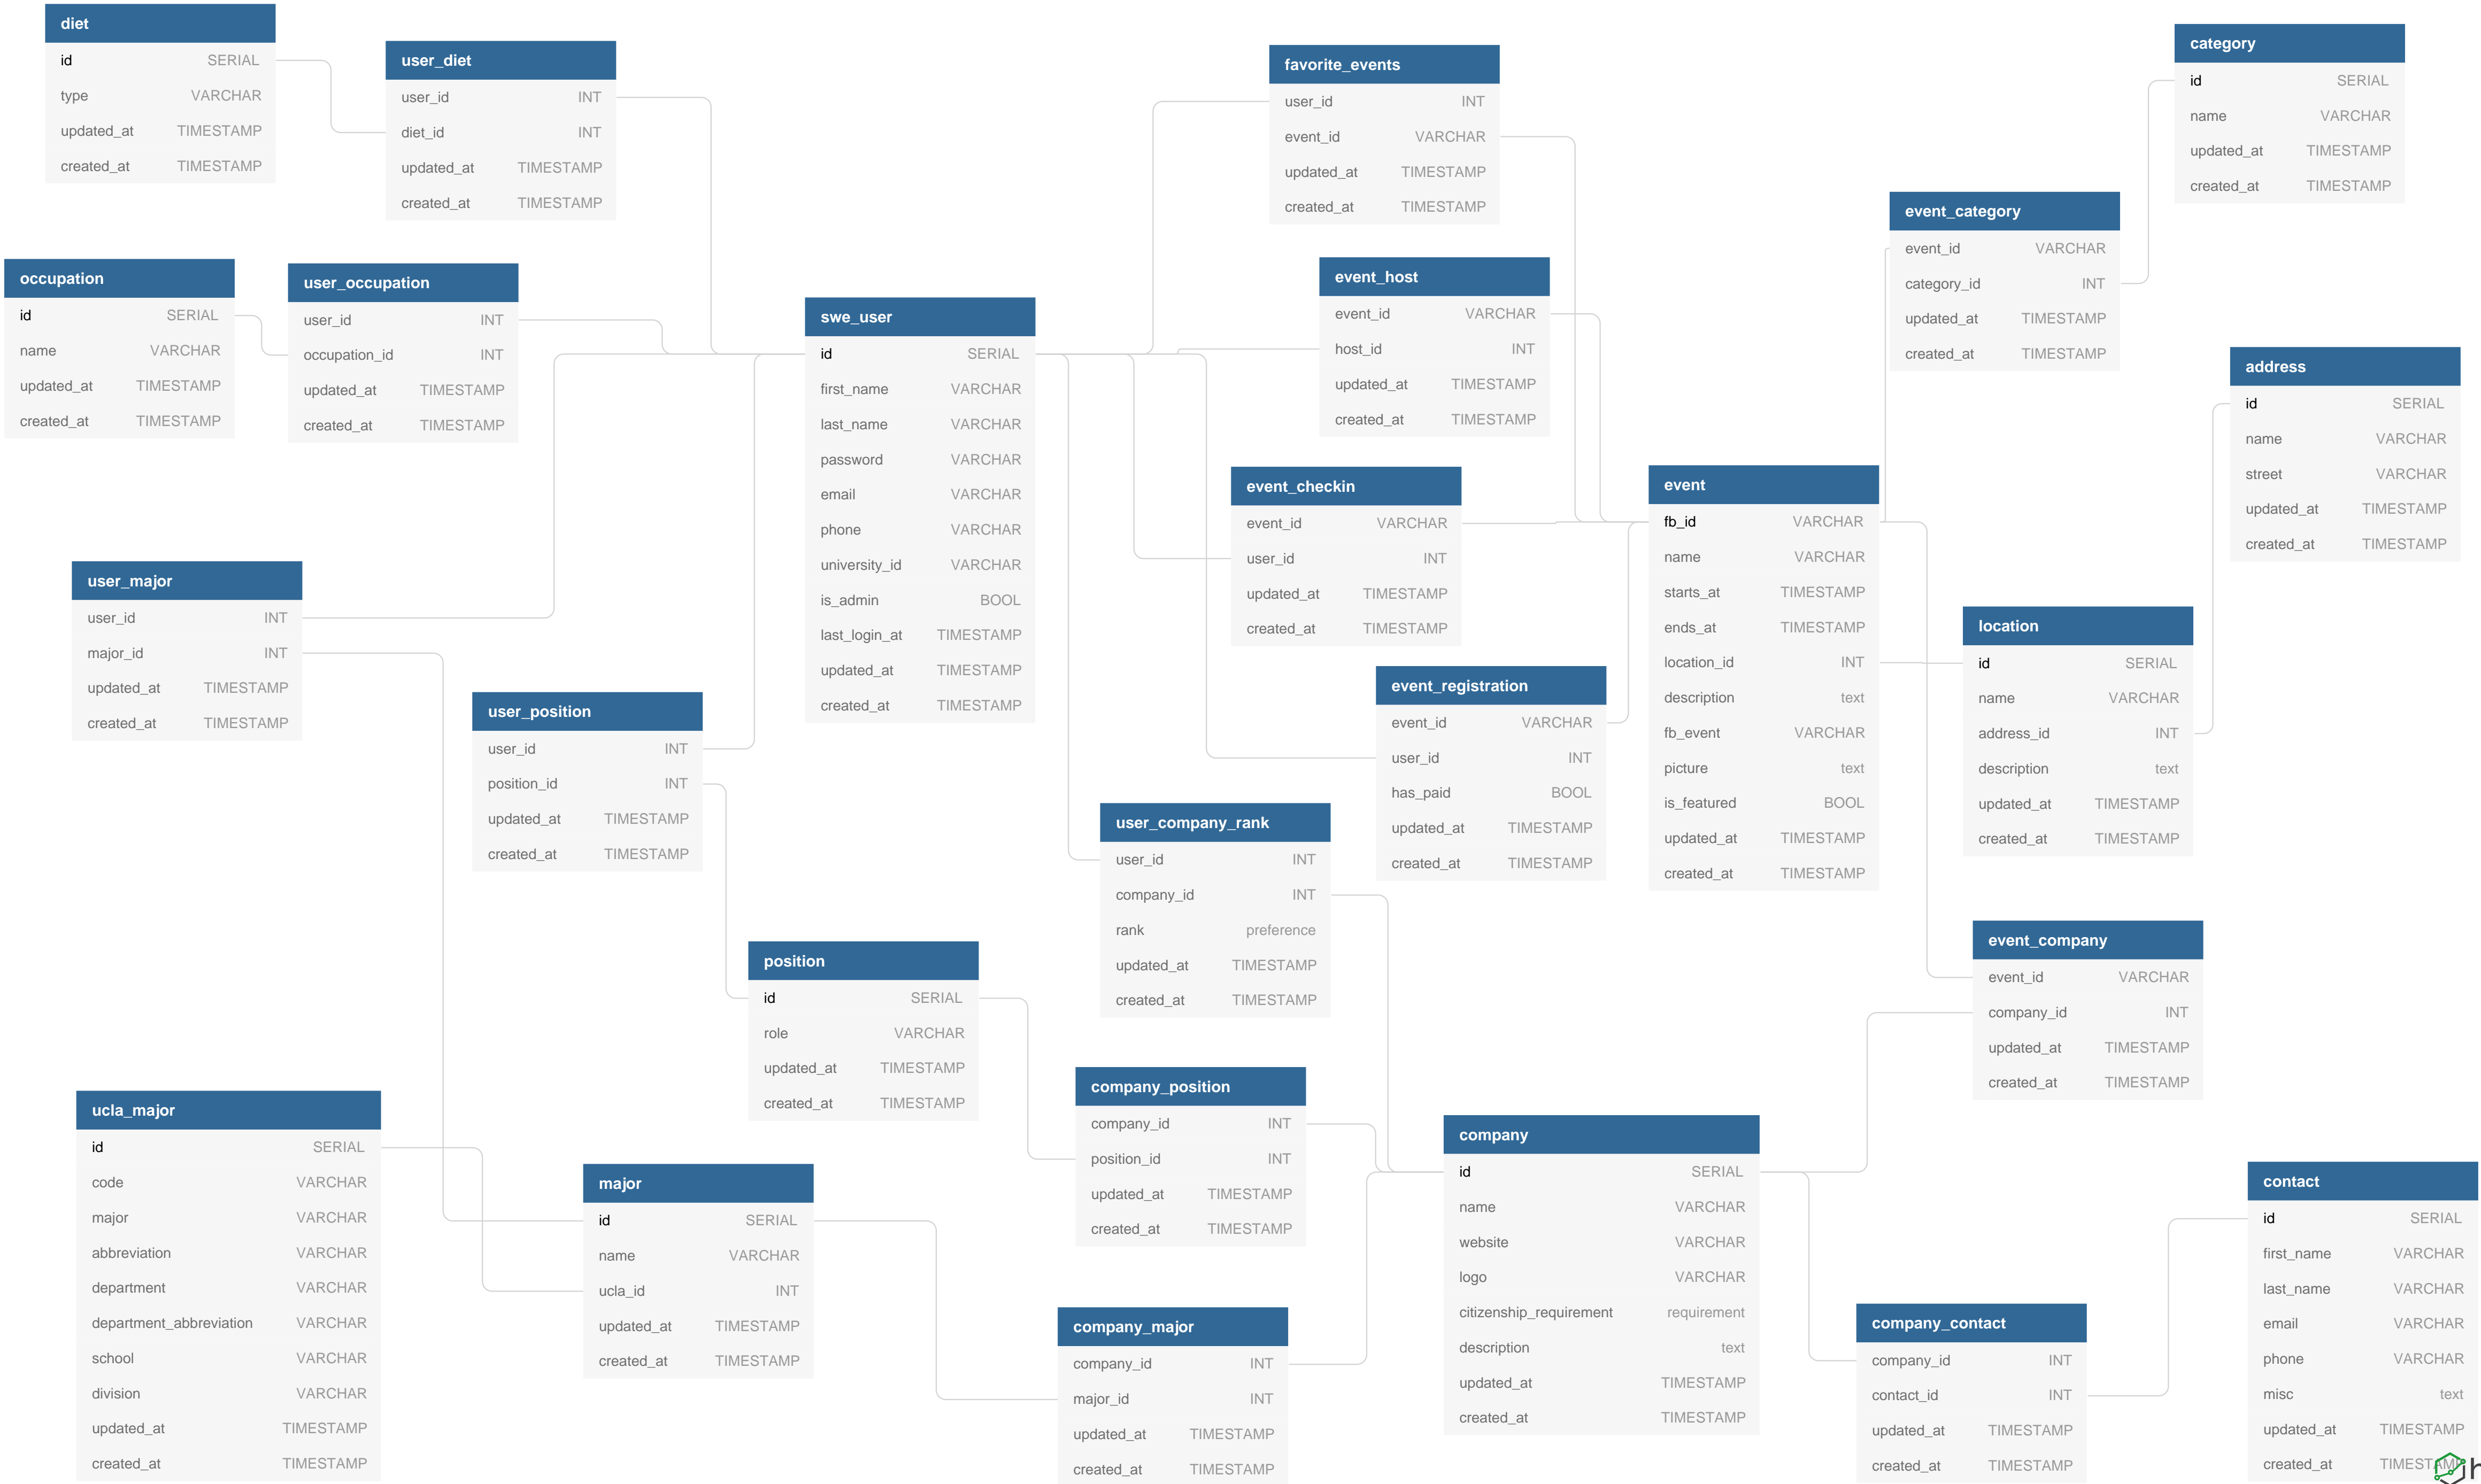 diet
id SERIAL
type VARCHAR
updated_at TIMESTAMP
created_at TIMESTAMP
user_diet
user_id INT
diet_id INT
updated_at TIMESTAMP
created_at TIMESTAMP
favorite_events
user_id INT
event_id VARCHAR
updated_at TIMESTAMP
created_at TIMESTAMP
category
id SERIAL
name VARCHAR
updated_at TIMESTAMP
created_at TIMESTAMP
event_category
event_id VARCHAR
category_id INT
updated_at TIMESTAMP
created_at TIMESTAMP
occupation
id SERIAL
name VARCHAR
updated_at TIMESTAMP
created_at TIMESTAMP
user_occupation
user_id INT
occupation_id INT
updated_at TIMESTAMP
created_at TIMESTAMP
swe_user
id SERIAL
first_name VARCHAR
last_name VARCHAR
password VARCHAR
email VARCHAR
phone VARCHAR
university_id VARCHAR
is_admin BOOL
last_login_at TIMESTAMP
updated_at TIMESTAMP
created_at TIMESTAMP
event_host
event_id VARCHAR
host_id INT
updated_at TIMESTAMP
created_at TIMESTAMP
address
id SERIAL
name VARCHAR
street VARCHAR
updated_at TIMESTAMP
created_at TIMESTAMP
event_checkin
event_id VARCHAR
user_id INT
updated_at TIMESTAMP
created_at TIMESTAMP
event
fb_id VARCHAR
name VARCHAR
starts_at TIMESTAMP
ends_at TIMESTAMP
location_id INT
description text
fb_event VARCHAR
picture text
is_featured BOOL
updated_at TIMESTAMP
created_at TIMESTAMP
user_major
user_id INT
major_id INT
updated_at TIMESTAMP
created_at TIMESTAMP
location
id SERIAL
name VARCHAR
address_id INT
description text
updated_at TIMESTAMP
created_at TIMESTAMP
event_registration
event_id VARCHAR
user_id INT
has_paid BOOL
updated_at TIMESTAMP
created_at TIMESTAMP
user_position
user_id INT
position_id INT
updated_at TIMESTAMP
created_at TIMESTAMP
user_company_rank
user_id INT
company_id INT
rank preference
updated_at TIMESTAMP
created_at TIMESTAMP
event_company
event_id VARCHAR
company_id INT
updated_at TIMESTAMP
created_at TIMESTAMP
position
id SERIAL
role VARCHAR
updated_at TIMESTAMP
created_at TIMESTAMP
company_position
company_id INT
position_id INT
updated_at TIMESTAMP
created_at TIMESTAMP
ucla_major
id SERIAL
code VARCHAR
major VARCHAR
abbreviation VARCHAR
department VARCHAR
department_abbreviation VARCHAR
school VARCHAR
division VARCHAR
updated_at TIMESTAMP
created_at TIMESTAMP
major
id SERIAL
name VARCHAR
ucla_id INT
updated_at TIMESTAMP
created_at TIMESTAMP
company
id SERIAL
name VARCHAR
website VARCHAR
logo VARCHAR
citizenship_requirement requirement
description text
updated_at TIMESTAMP
created_at TIMESTAMP
contact
id SERIAL
first_name VARCHAR
last_name VARCHAR
email VARCHAR
phone VARCHAR
misc text
updated_at TIMESTAMP
created_at
company_major
company_id INT
major_id INT
updated_at TIMESTAMP
created_at TIMESTAMP
company_contact
company_id INT
contact_id INT
updated_at TIMESTAMP
created_at TIMESTAMP